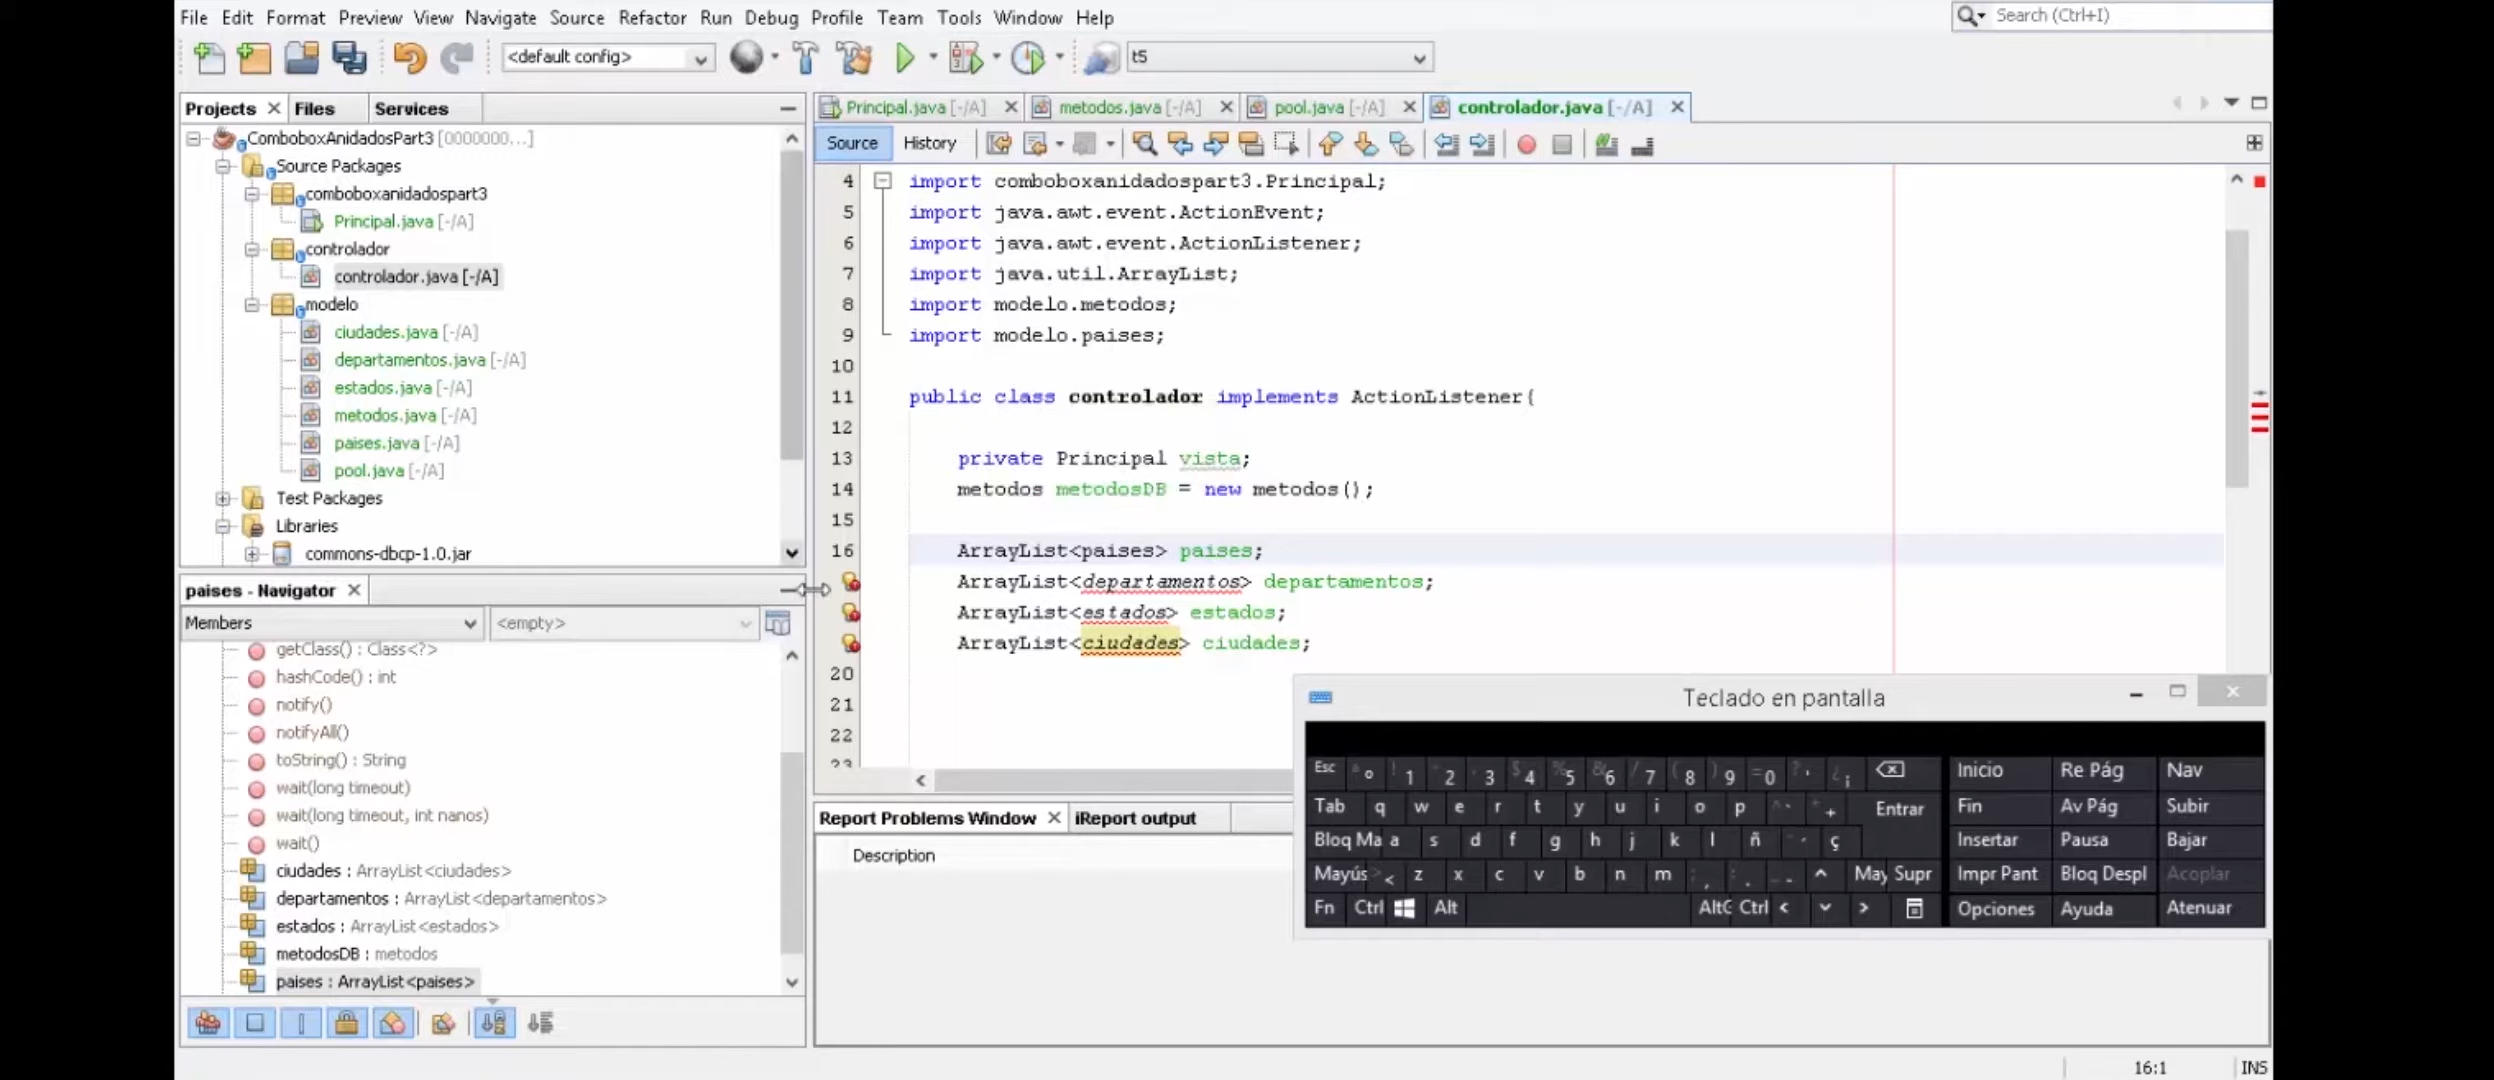 File Edit Format Preview View Navigate Source Refactor Run Debug Profile Team Tools Window Help
Search (Ctrl+I)
<default config>
t5
Projects Files Services
ComboboxAnidadosPart3 [0000000...]
Source Packages
comboboxanidadospart3
Principal.java [-/A]
controlador
controlador.java [-/A]
modelo
ciudades.java [-/A]
departamentos.java [-/A]
estados.java [-/A]
metodos.java [-/A]
paises.java [-/A]
pool.java [-/A]
Test Packages
Libraries
commons-dbcp-1.0.jar
paises - Navigator
Members
<empty>
getClass() : Class<?>
hashCode() : int
notify()
notifyAll()
toString() : String
wait(long timeout)
wait(long timeout, int nanos)
wait()
ciudades : ArrayList<ciudades>
departamentos : ArrayList<departamentos>
estados : ArrayList<estados>
metodosDB : metodos
paises : ArrayList<paises>
Principal.java [-/A] metodos.java [-/A] pool.java [-/A] controlador.java [-/A]
Source History
4 import comboboxanidadospart3.Principal;
5 import java.awt.event.ActionEvent;
6 import java.awt.event.ActionListener;
7 import java.util.ArrayList;
8 import modelo.metodos;
9 import modelo.paises;
10
11 public class controlador implements ActionListener{
12
13 private Principal vista;
14 metodos metodosDB = new metodos();
15
16 ArrayList<paises> paises;
ArrayList<departamentos> departamentos;
ArrayList<estados> estados;
ArrayList<ciudades> ciudades;
20
21
22
23
Report Problems Window iReport output
Description
Teclado en pantalla
Esc º 1 2 3 4 5 6 7 8 9 0 ' ¡ Inicio Re Pág Nav
Tab q w e r t y u i o p ` + Entrar Fin Av Pág Subir
Bloq Ma a s d f g h j k l ñ ´ ç Insertar Pausa Bajar
Mayús < z x c v b n m , . - ^ May Supr Impr Pant Bloq Despl Acoplar
Fn Ctrl Alt AltG Ctrl < > Opciones Ayuda Atenuar
16:1 INS